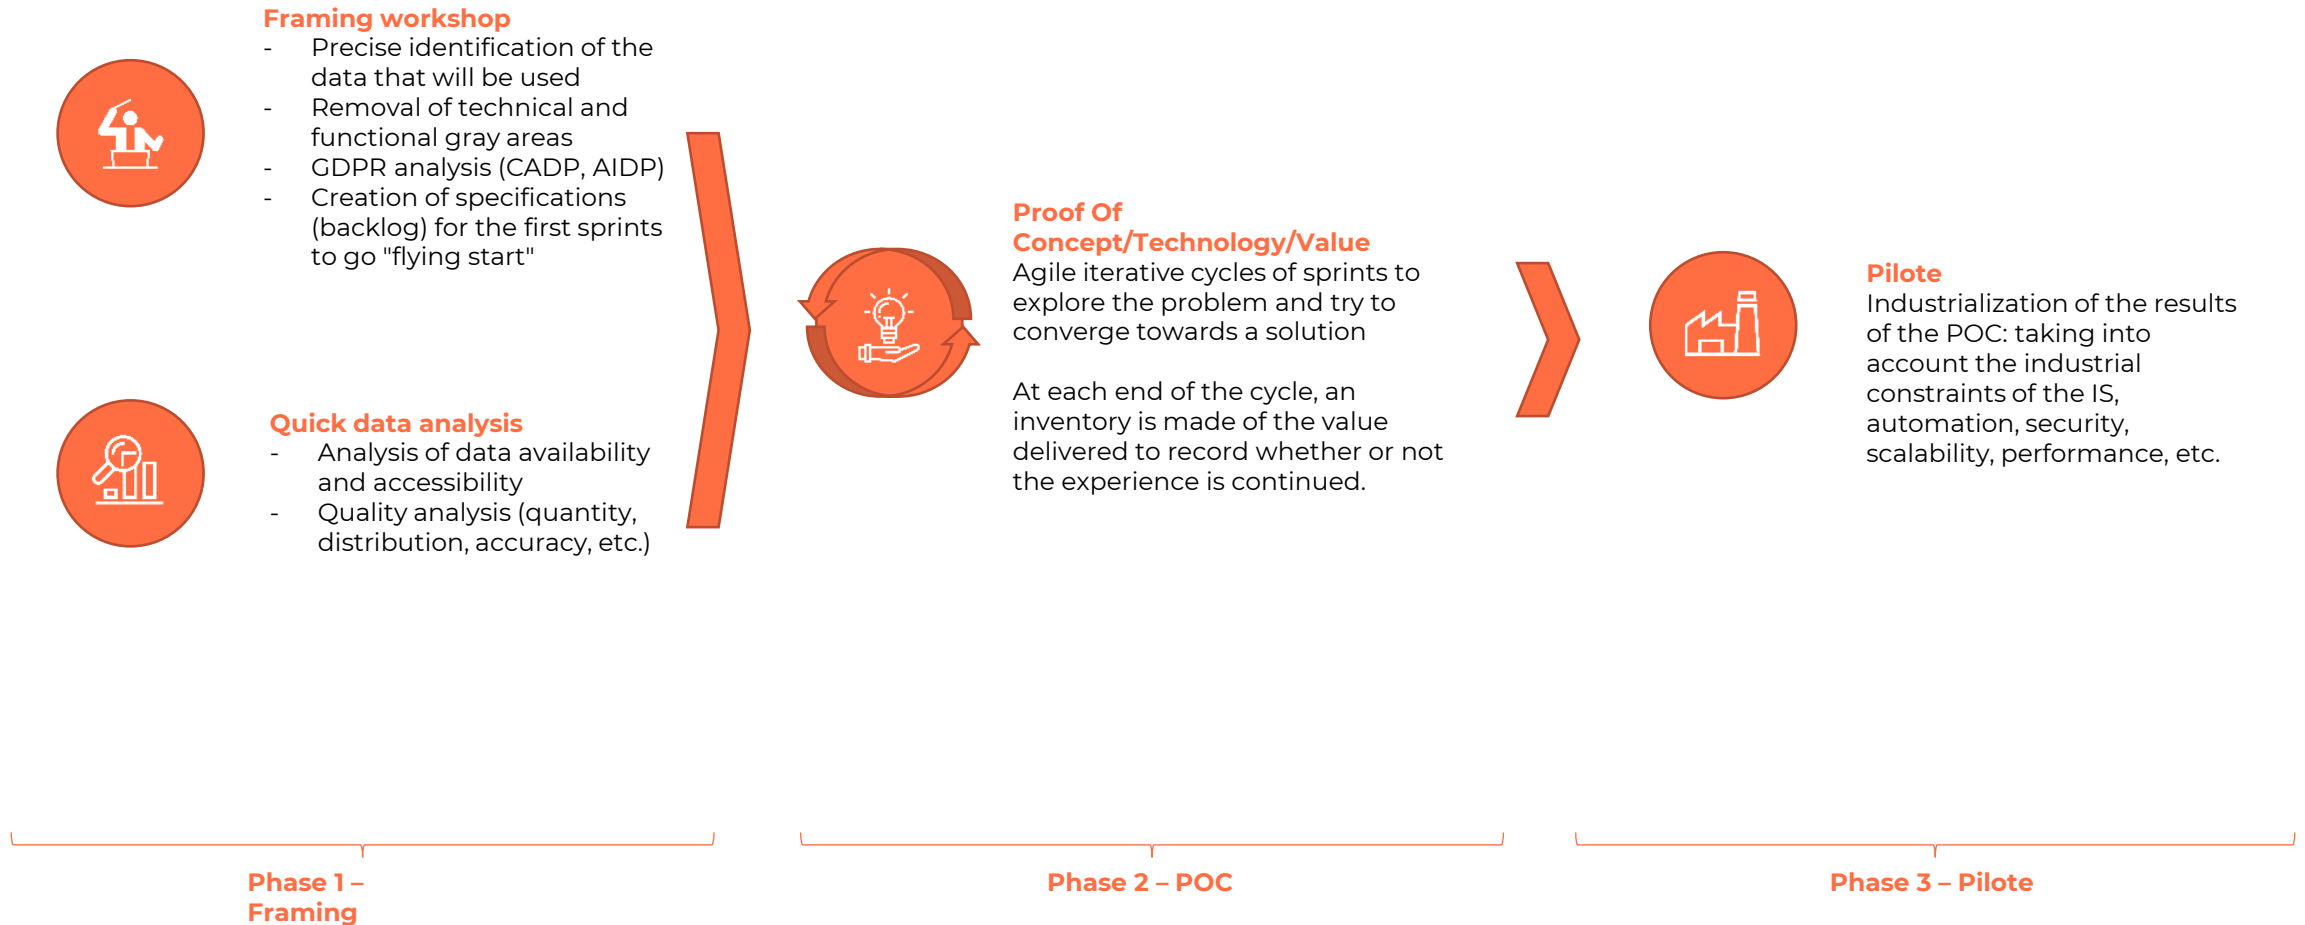 Framing workshop
- Precise identification of the
data that will be used
- Removal of technical and
functional gray areas
- GDPR analysis (CADP, AIDP)
- Creation of specifications
(backlog) for the first sprints
to go "flying start"
Quick data analysis
- Analysis of data availability
and accessibility
- Quality analysis (quantity,
distribution, accuracy, etc.)
Proof Of
Concept/Technology/Value
Agile iterative cycles of sprints to
explore the problem and try to
converge towards a solution
At each end of the cycle, an
inventory is made of the value
delivered to record whether or not
the experience is continued.
Pilote
Industrialization of the results
of the POC: taking into
account the industrial
constraints of the IS,
automation, security,
scalability, performance, etc.
Phase 1 –
Framing
Phase 2 – POC
Phase 3 – Pilote